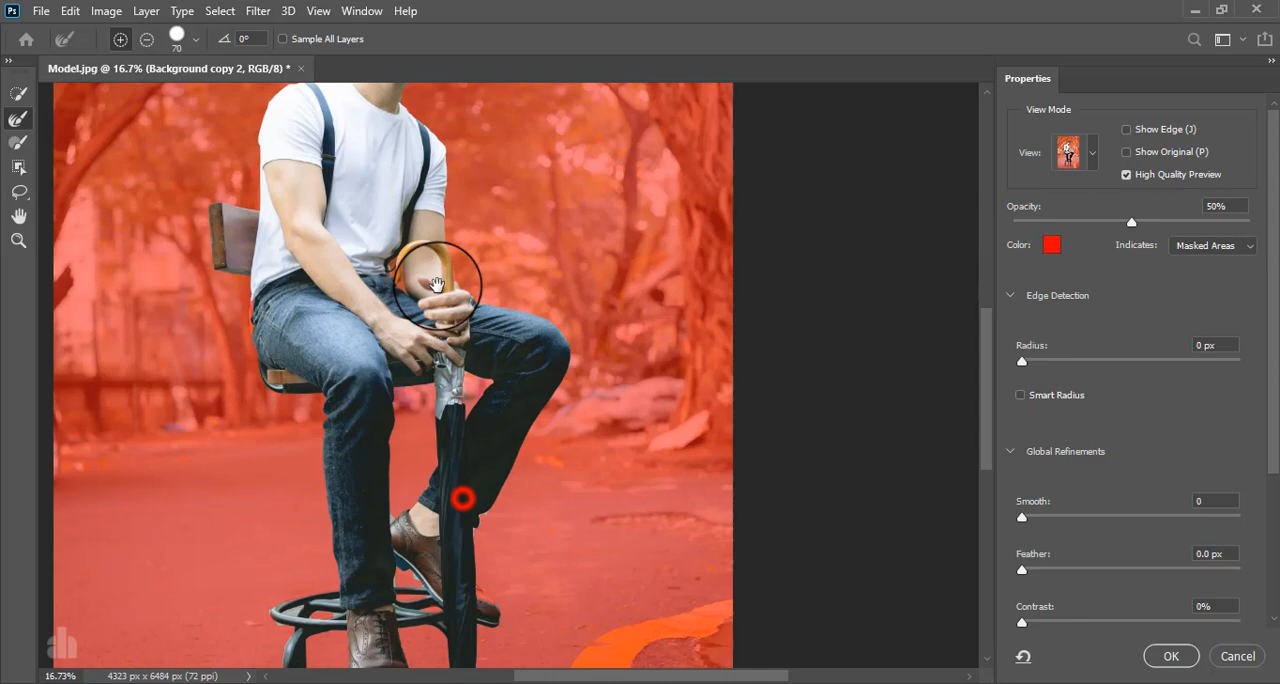 Ps File Edit Image Layer Type Select Filter 3D View Window Help
70 0° Sample All Layers
Model.jpg @ 16.7% (Background copy 2, RGB/8) * ×
Properties
View Mode
Show Edge (J)
View: Show Original (P)
High Quality Preview
Opacity: 50%
Color: Indicates: Masked Areas
Edge Detection
Radius: 0 px
Smart Radius
Global Refinements
Smooth: 0
Feather: 0.0 px
Contrast: 0%
OK Cancel
ah
16.73% 4323 px x 6484 px (72 ppi)